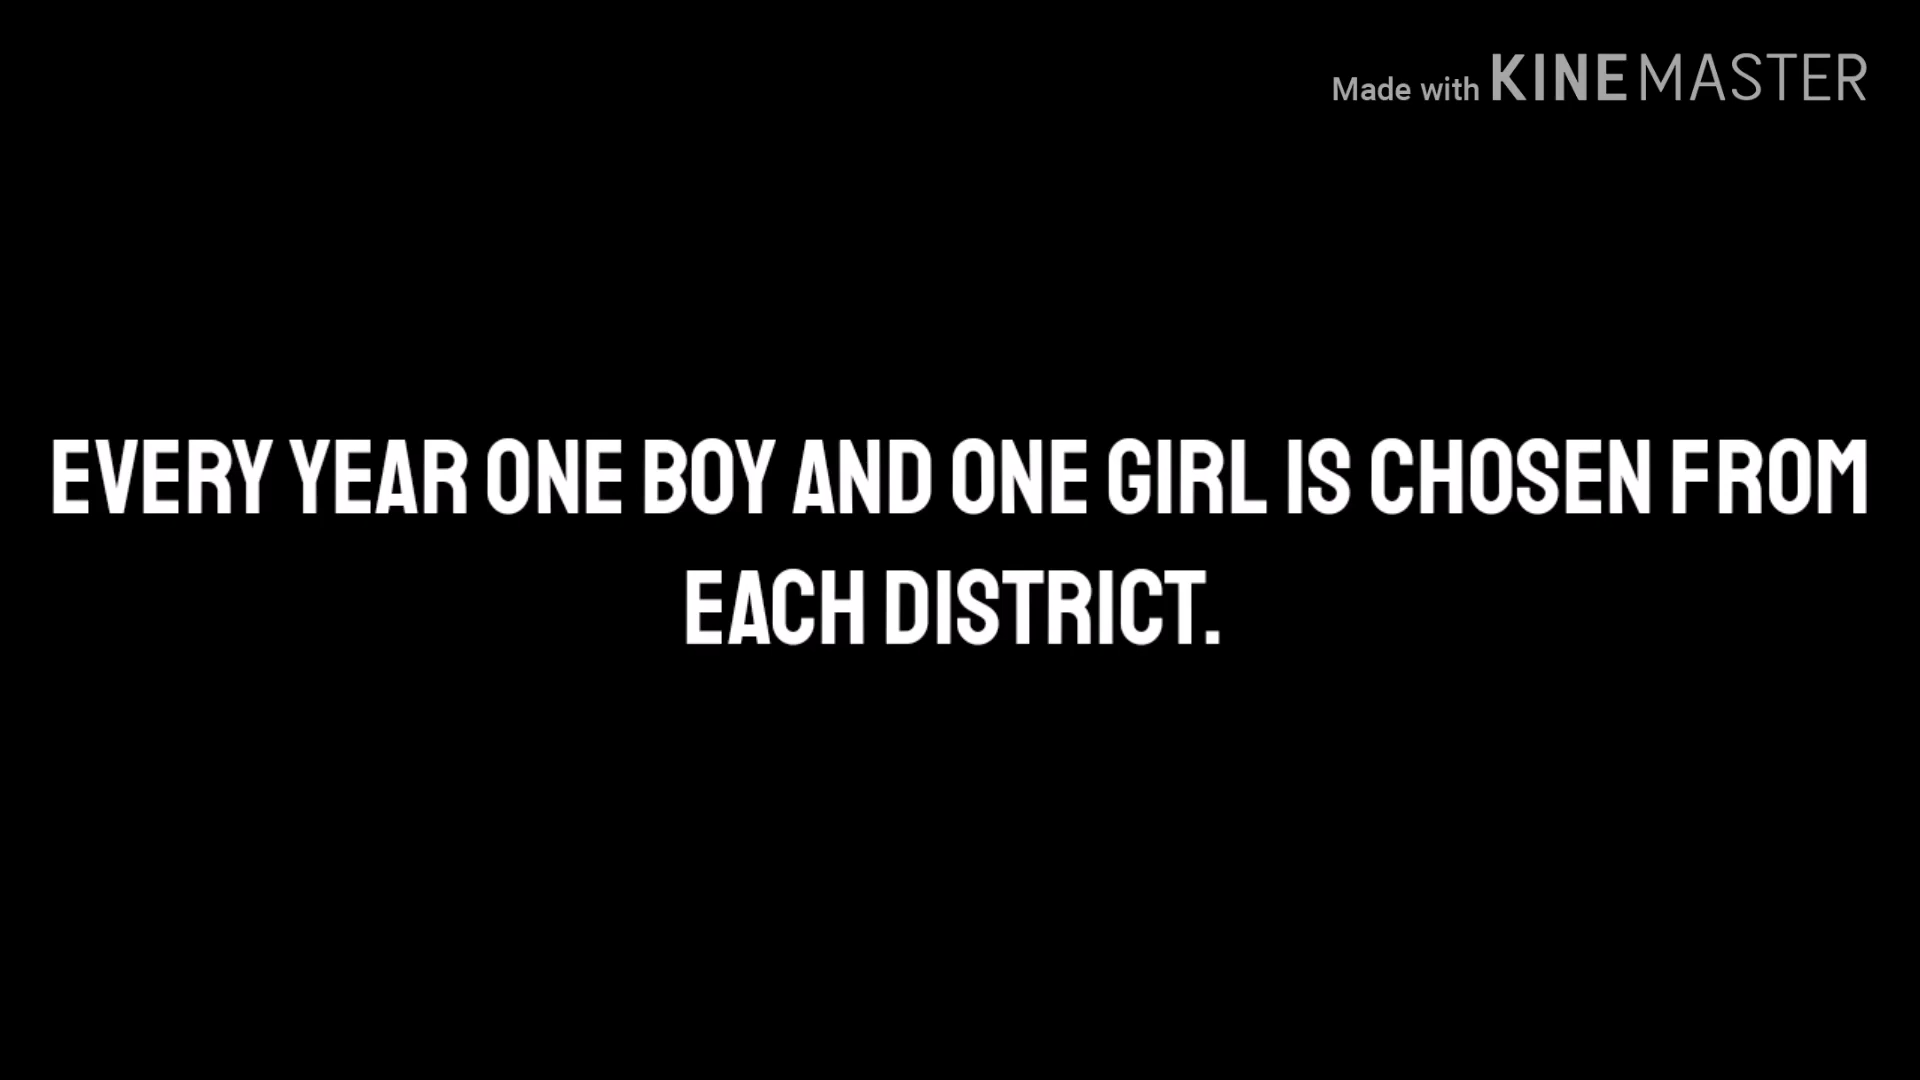 Made with KINEMASTER
EVERY YEAR ONE BOY AND ONE GIRL IS CHOSEN FROM
EACH DISTRICT.